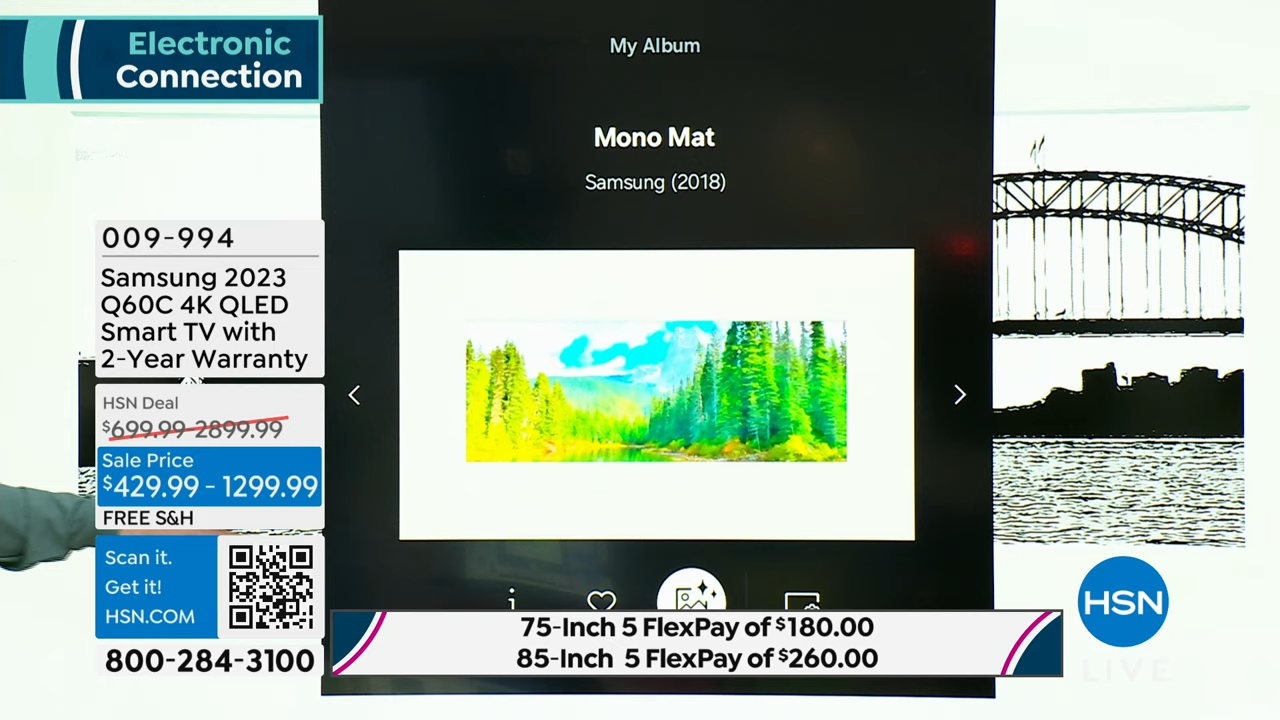 Electronic
Connection
My Album
Mono Mat
Samsung (2018)
009-994
Samsung 2023
Q60C 4K QLED
Smart TV with
2-Year Warranty
HSN Deal
$699.99-2899.99
Sale Price
$429.99 - 1299.99
FREE S&H
Scan it.
Get it!
HSN.COM
800-284-3100
75-Inch 5 FlexPay of $180.00
85-Inch 5 FlexPay of $260.00
HSN
LIVE